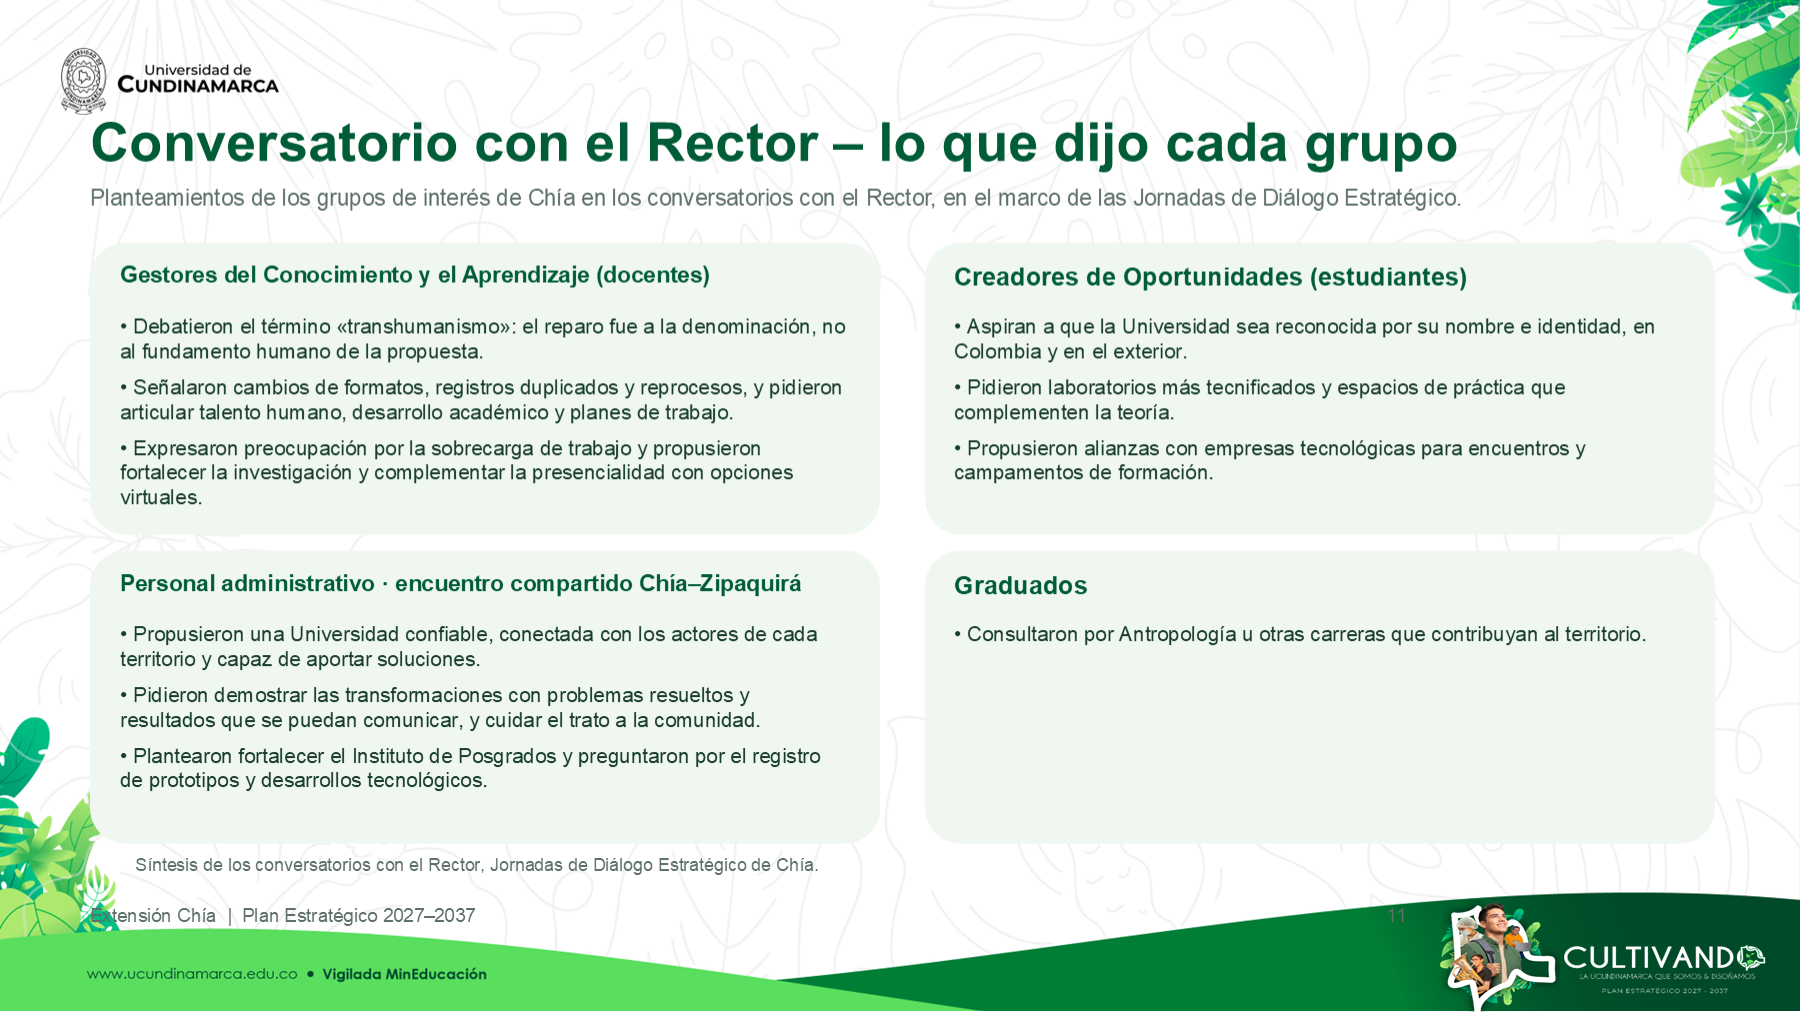 Universidad de
CUNDINAMARCA
Conversatorio con el Rector – lo que dijo cada grupo
Planteamientos de los grupos de interés de Chía en los conversatorios con el Rector, en el marco de las Jornadas de Diálogo Estratégico.
Gestores del Conocimiento y el Aprendizaje (docentes)
• Debatieron el término «transhumanismo»: el reparo fue a la denominación, no
al fundamento humano de la propuesta.
• Señalaron cambios de formatos, registros duplicados y reprocesos, y pidieron
articular talento humano, desarrollo académico y planes de trabajo.
• Expresaron preocupación por la sobrecarga de trabajo y propusieron
fortalecer la investigación y complementar la presencialidad con opciones
virtuales.
Creadores de Oportunidades (estudiantes)
• Aspiran a que la Universidad sea reconocida por su nombre e identidad, en
Colombia y en el exterior.
• Pidieron laboratorios más tecnificados y espacios de práctica que
complementen la teoría.
• Propusieron alianzas con empresas tecnológicas para encuentros y
campamentos de formación.
Personal administrativo · encuentro compartido Chía–Zipaquirá
• Propusieron una Universidad confiable, conectada con los actores de cada
territorio y capaz de aportar soluciones.
• Pidieron demostrar las transformaciones con problemas resueltos y
resultados que se puedan comunicar, y cuidar el trato a la comunidad.
• Plantearon fortalecer el Instituto de Posgrados y preguntaron por el registro
de prototipos y desarrollos tecnológicos.
Graduados
• Consultaron por Antropología u otras carreras que contribuyan al territorio.
Síntesis de los conversatorios con el Rector, Jornadas de Diálogo Estratégico de Chía.
Extensión Chía | Plan Estratégico 2027–2037
11
www.ucundinamarca.edu.co • Vigilada MinEducación
CULTIVANDO
LA UCUNDINAMARCA QUE SOMOS & DISOÑAMOS
PLAN ESTRATÉGICO 2027 - 2037